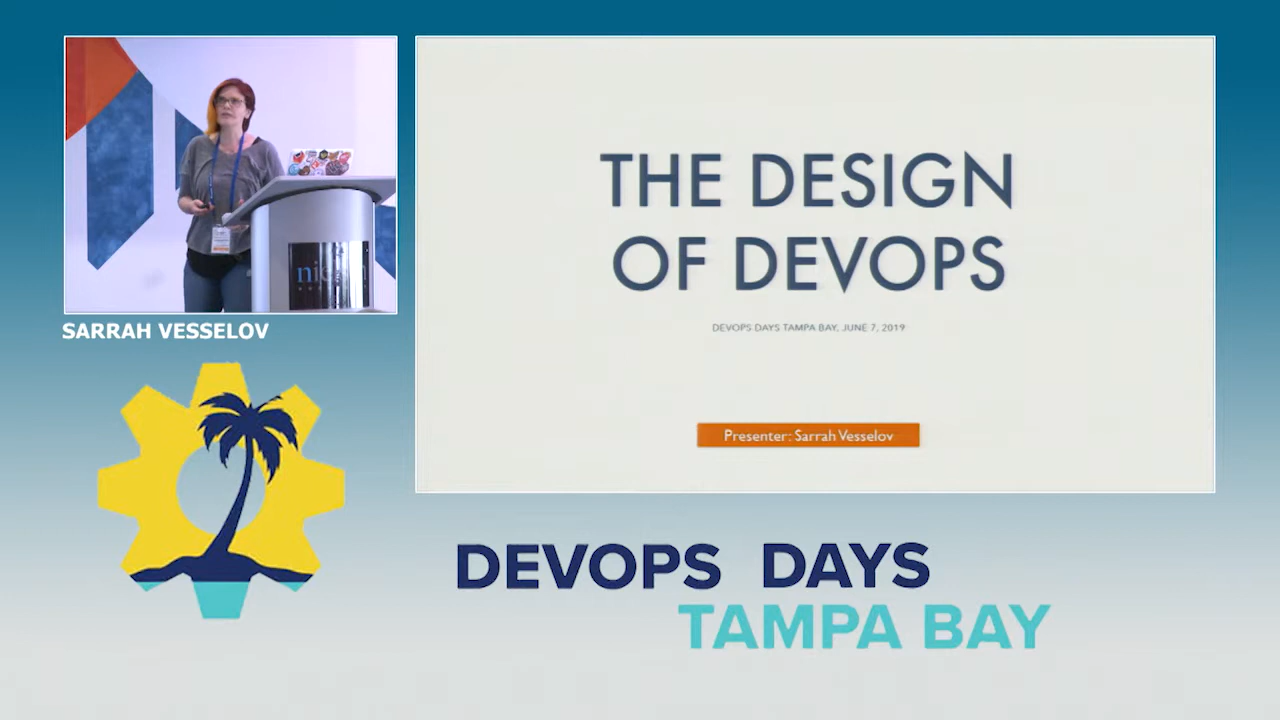 SARRAH VESSELOV
THE DESIGN
OF DEVOPS
DEVOPS DAYS TAMPA BAY, JUNE 7, 2019
Presenter: Sarrah Vesselov
DEVOPS DAYS
TAMPA BAY